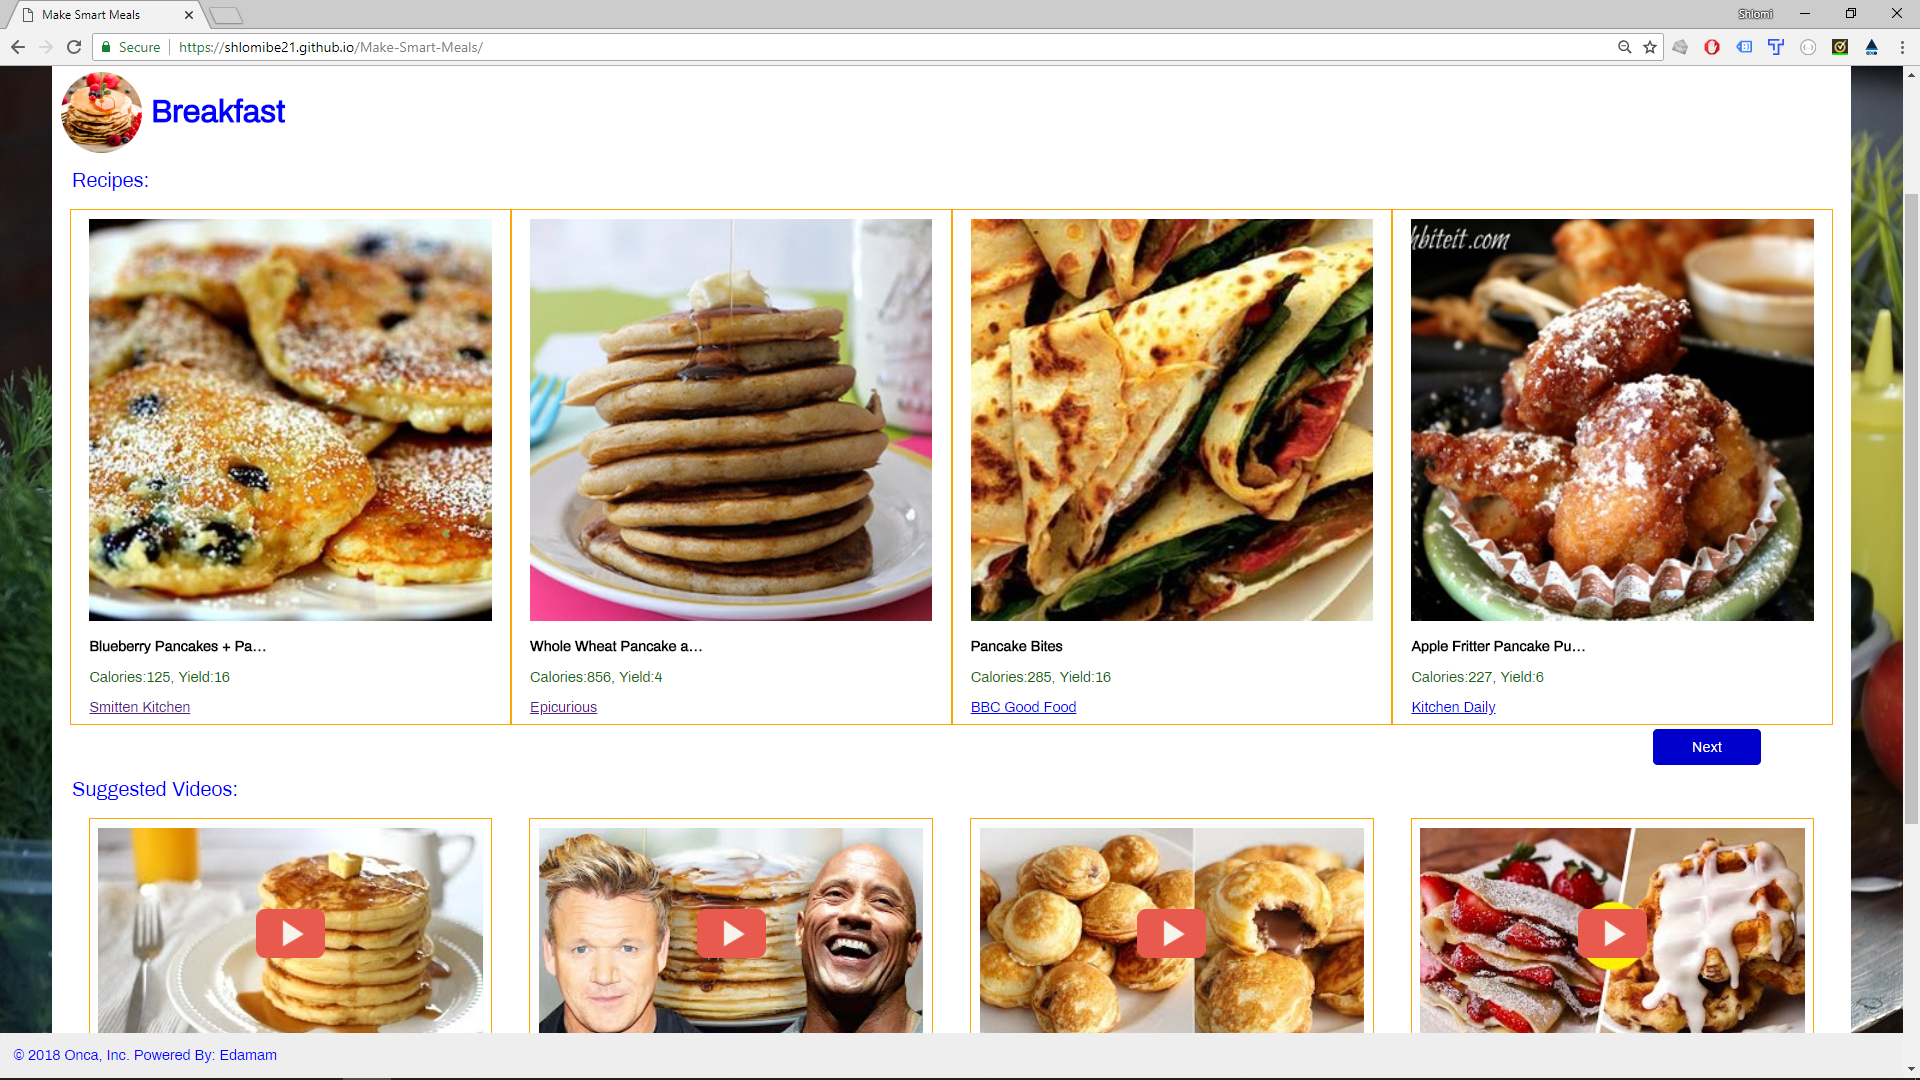 Make Smart Meals
Shlomi
Secure
https://shlomibe21.github.io/Make-Smart-Meals/
Breakfast
Recipes:
hbiteit.com
Blueberry Pancakes + Pa...
Calories:125, Yield:16
Smitten Kitchen
Whole Wheat Pancake a...
Calories:856, Yield:4
Epicurious
Pancake Bites
Calories:285, Yield:16
BBC Good Food
Apple Fritter Pancake Pu...
Calories:227, Yield:6
Kitchen Daily
Next
Suggested Videos:
© 2018 Onca, Inc. Powered By: Edamam